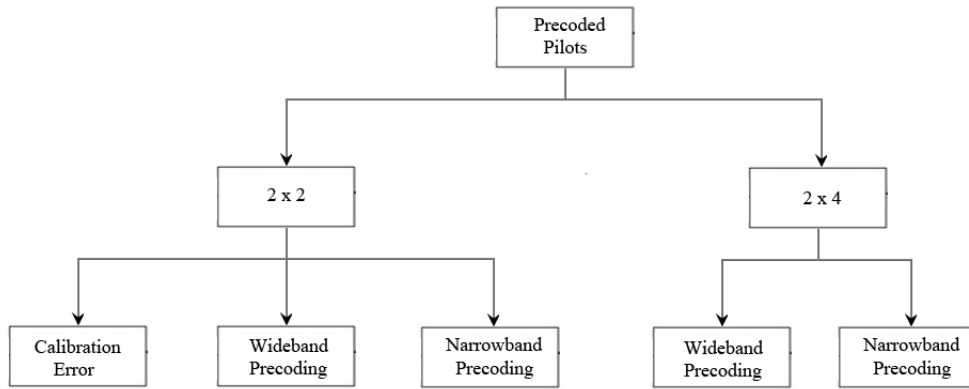 Precoded
Pilots
2 x 2
2 x 4
Calibration
Error
Wideband
Precoding
Narrowband
Precoding
Wideband
Precoding
Narrowband
Precoding